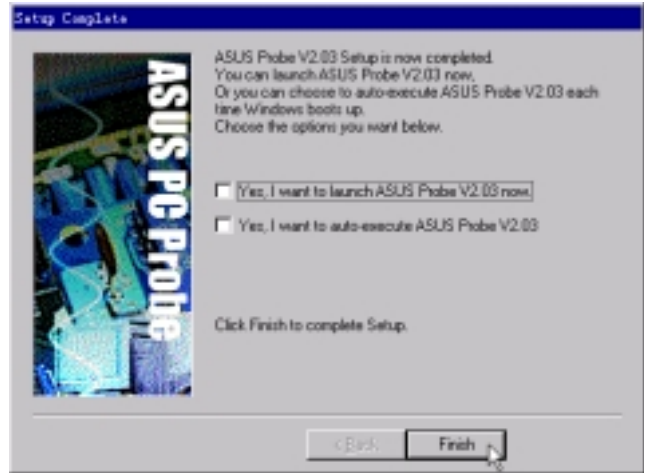 Setup Complete
ASUS PC Probe
ASUS Probe V2.03 Setup is now completed.
You can launch ASUS Probe V2.03 now,
Or you can choose to auto-execute ASUS Probe V2.03 each
time Windows boots up.
Choose the options you want below.
Yes, I want to launch ASUS Probe V2.03 now.
Yes, I want to auto-execute ASUS Probe V2.03
Click Finish to complete Setup.
< Back
Finish